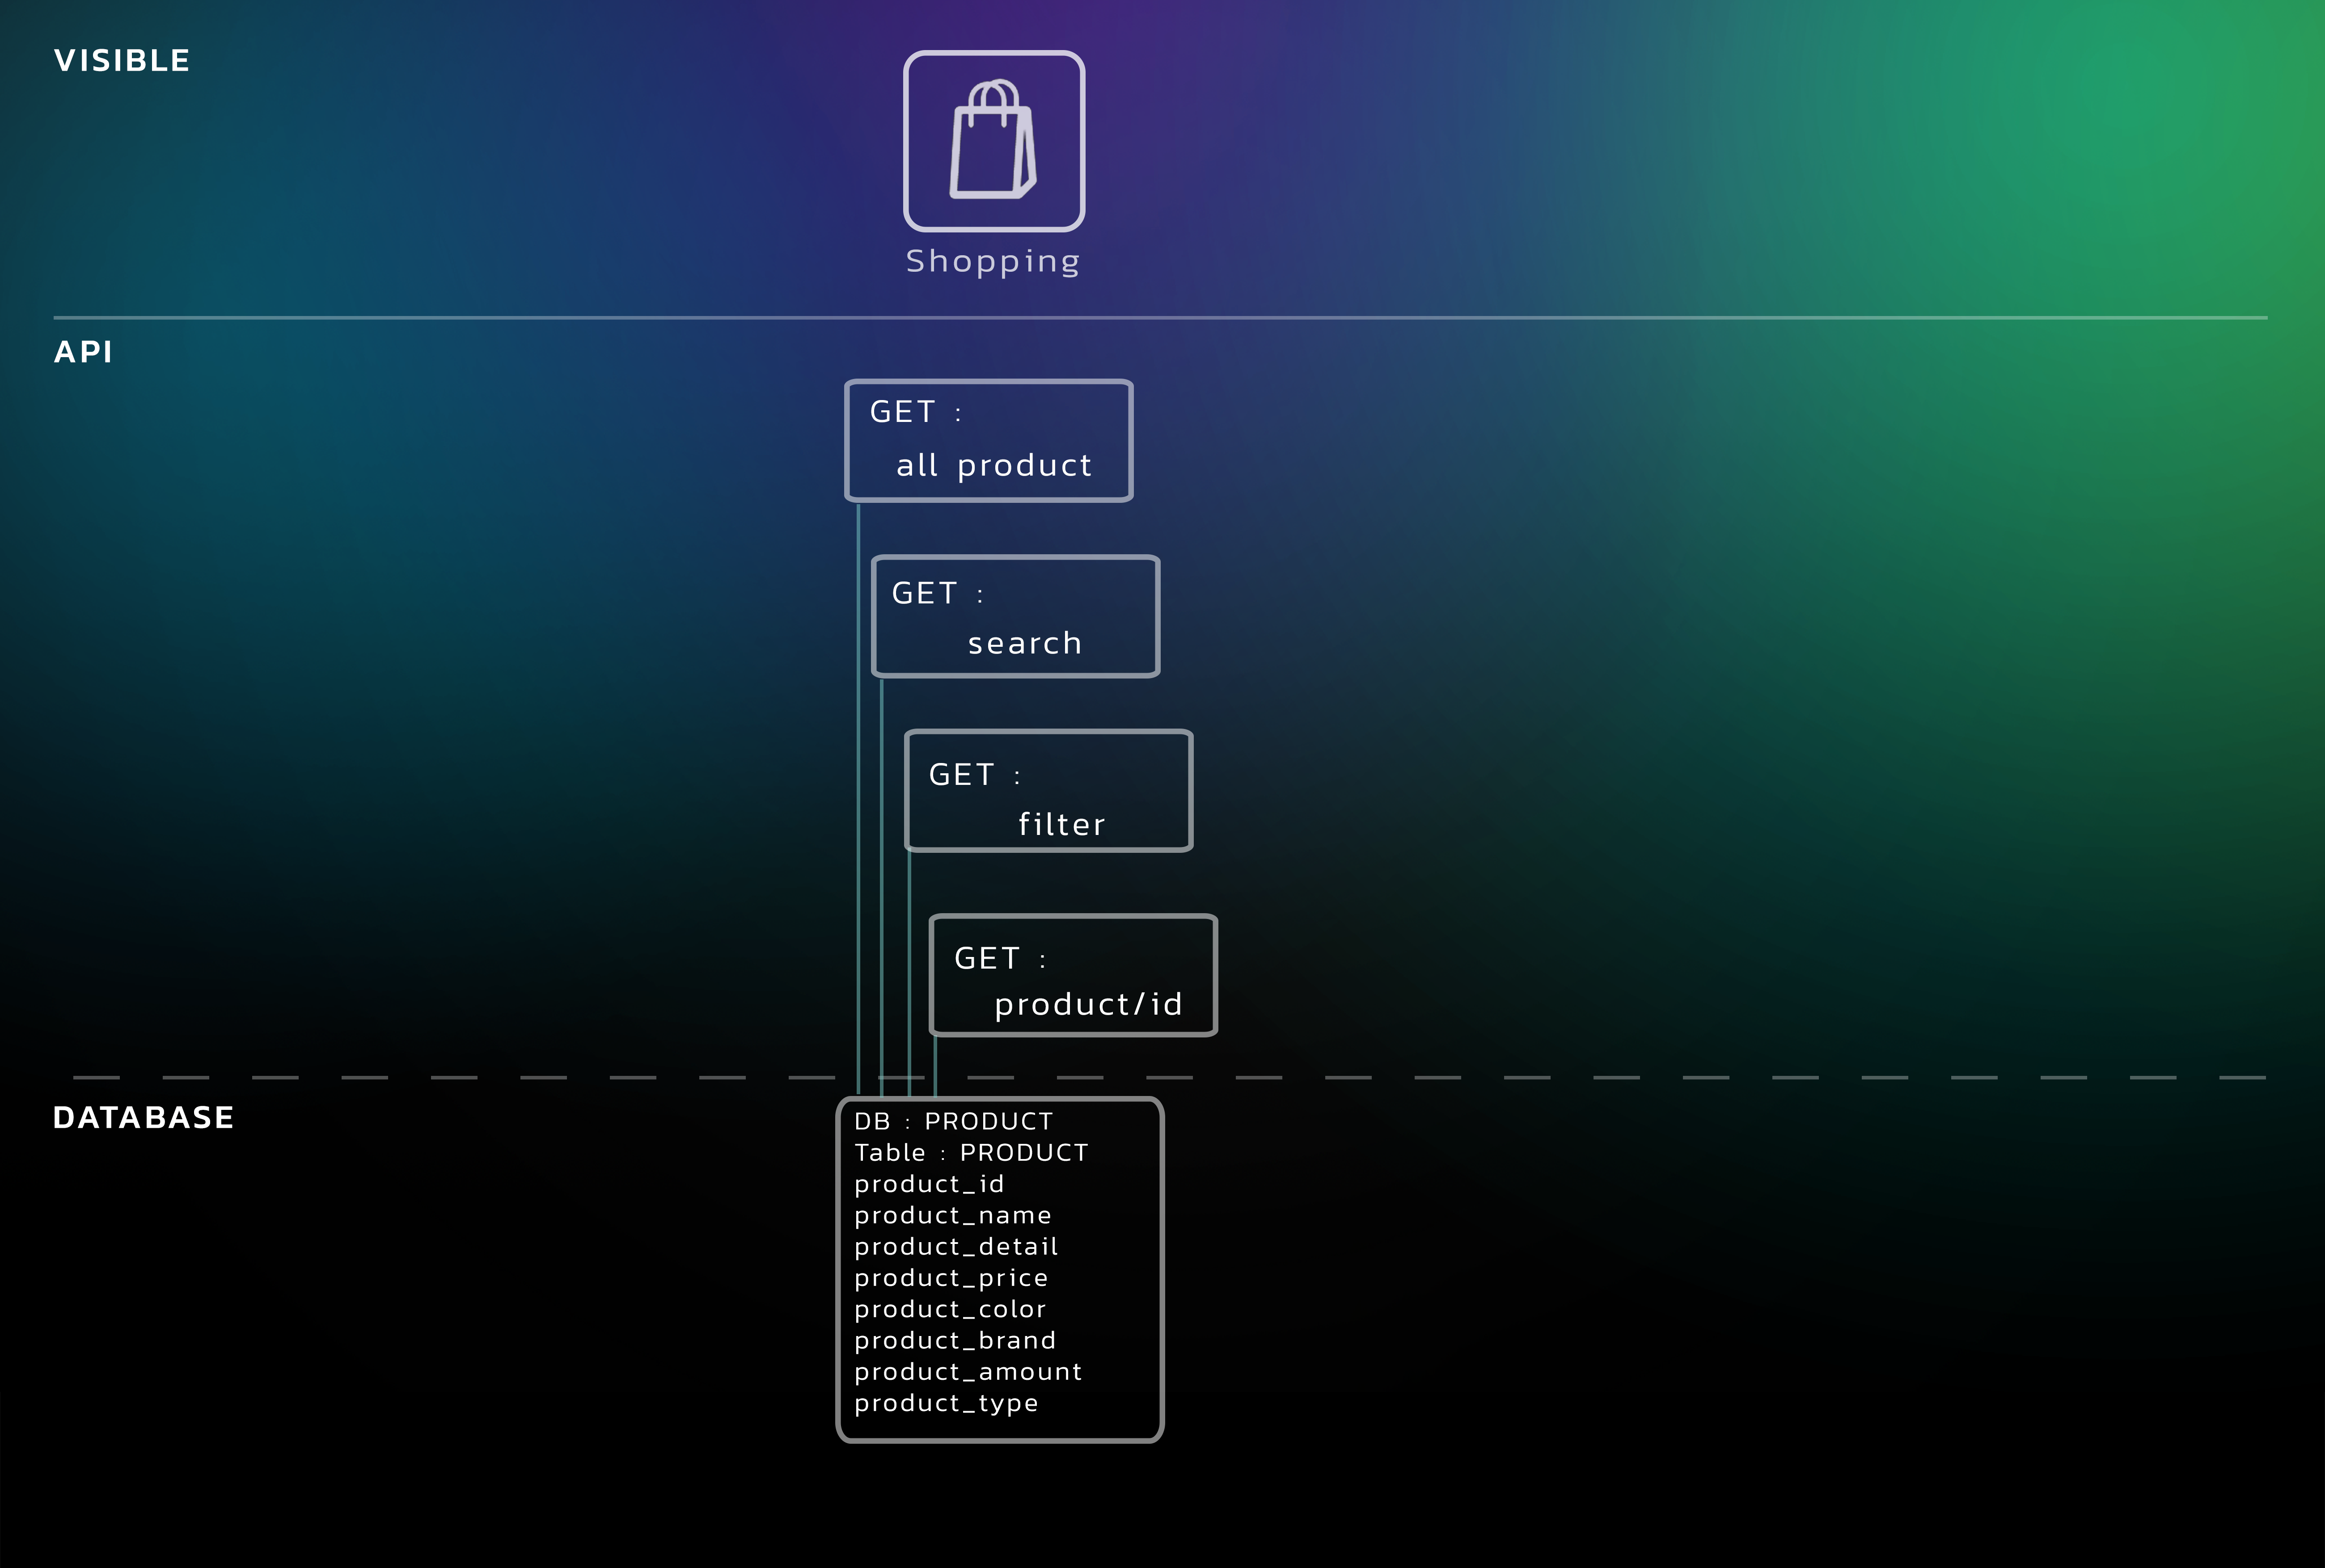 VISIBLE
Shopping
API
GET :
all product
GET :
search
GET :
filter
GET :
product/id
DATABASE
DB : PRODUCT
Table : PRODUCT
product_id
product_name
product_detail
product_price
product_color
product_brand
product_amount
product_type